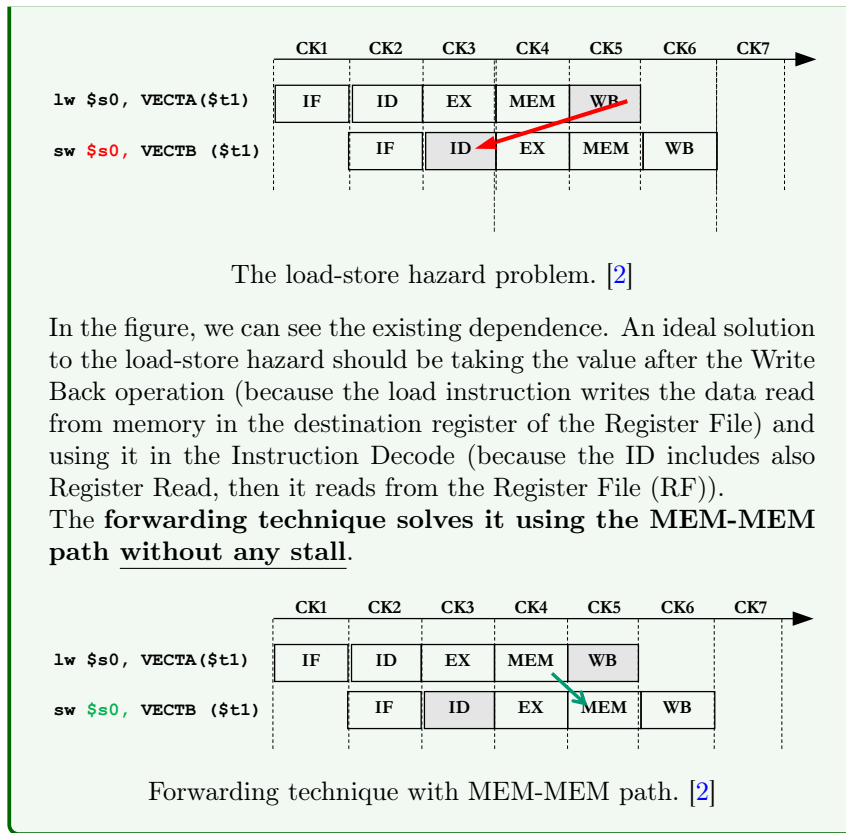 CK1 CK2 CK3 CK4 CK5 CK6 CK7
lw $s0, VECTA($t1) IF ID EX MEM WB
sw $s0, VECTB ($t1) IF ID EX MEM WB
The load-store hazard problem. [2]
In the figure, we can see the existing dependence. An ideal solution
to the load-store hazard should be taking the value after the Write
Back operation (because the load instruction writes the data read
from memory in the destination register of the Register File) and
using it in the Instruction Decode (because the ID includes also
Register Read, then it reads from the Register File (RF)).
The forwarding technique solves it using the MEM-MEM
path without any stall.
CK1 CK2 CK3 CK4 CK5 CK6 CK7
lw $s0, VECTA($t1) IF ID EX MEM WB
sw $s0, VECTB ($t1) IF ID EX MEM WB
Forwarding technique with MEM-MEM path. [2]